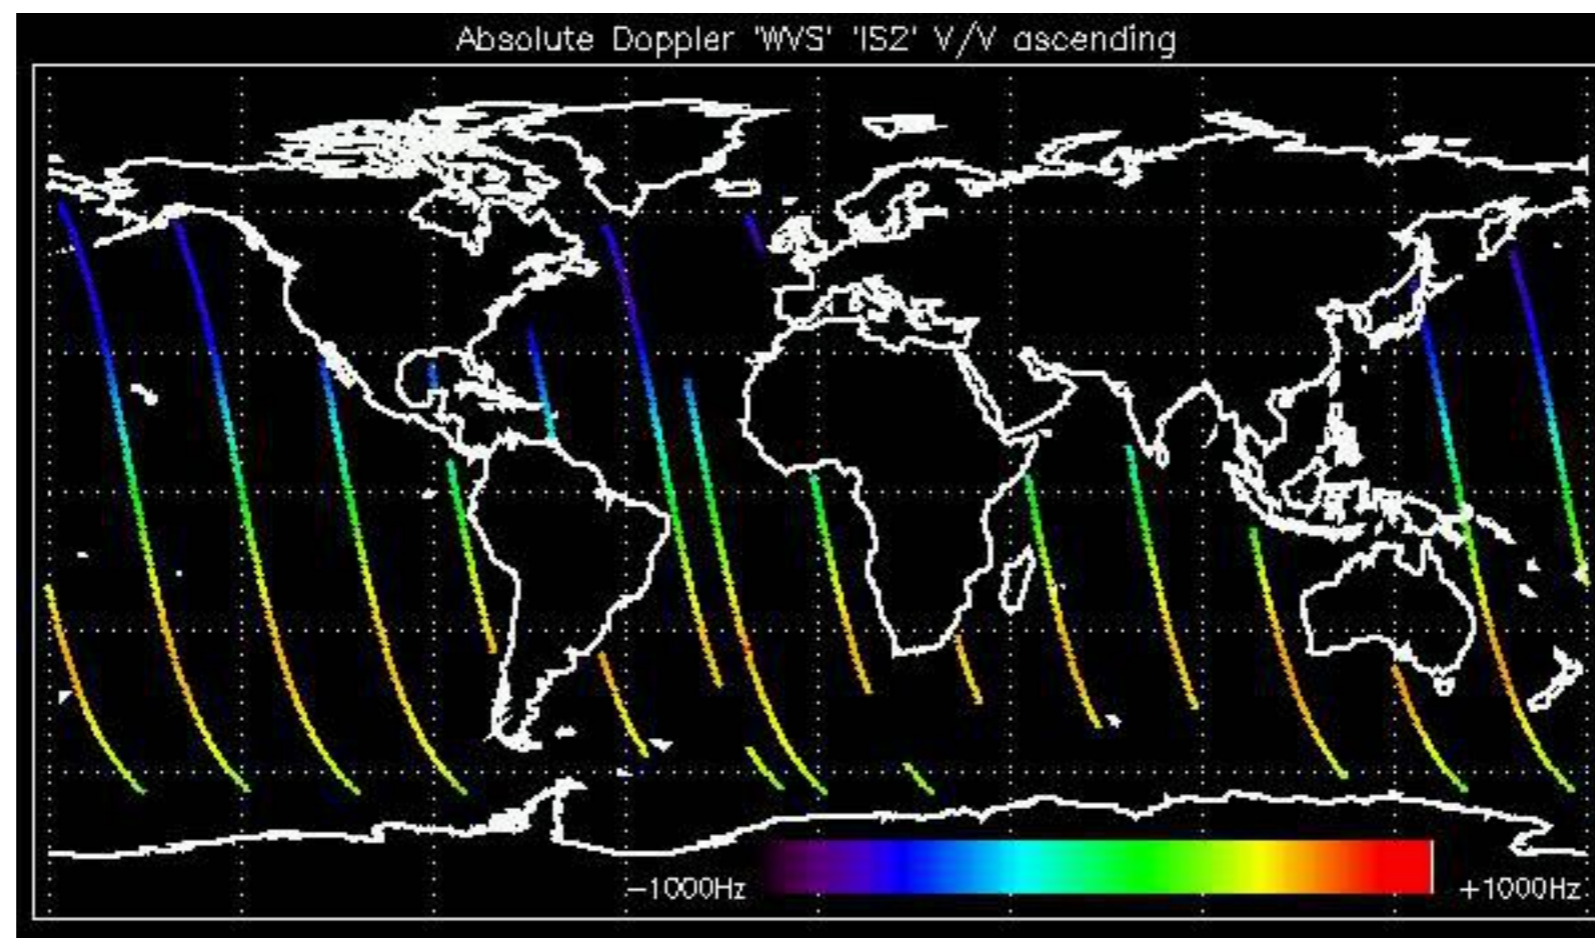 Absolute Doppler 'WVS' 'IS2' V/V ascending
−1000Hz +1000Hz